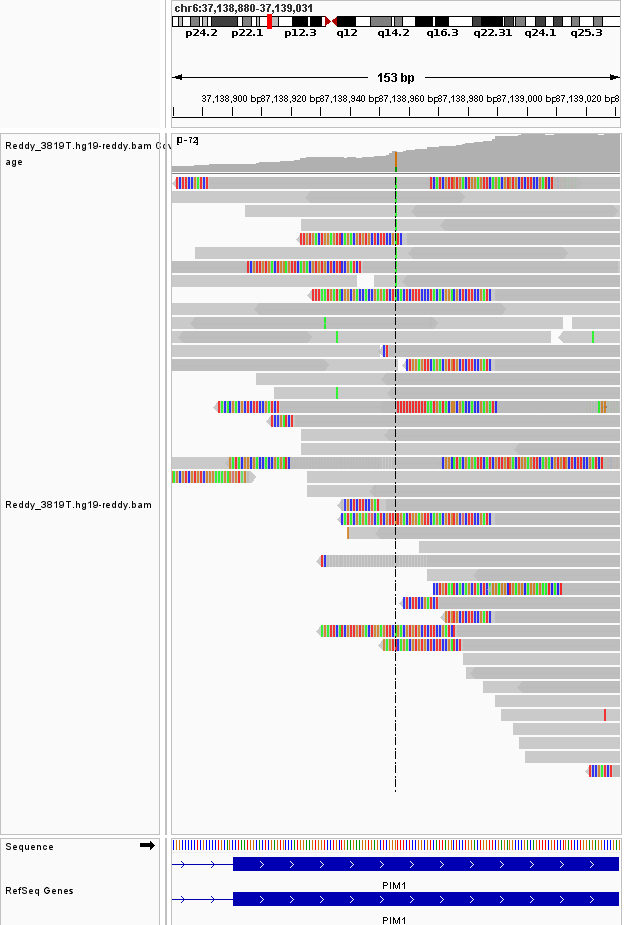 chr6:37,138,880-37,139,031
p24.2 p22.1 p12.3 q12 q14.2 q16.3 q22.31 q24.1 q25.3
153 bp
37,138,900 bp 37,138,920 bp 37,138,940 bp 37,138,960 bp 37,138,980 bp 37,139,000 bp 37,139,020 bp
Reddy_3819T.hg19-reddy.bam Cov
age
[0-72]
Reddy_3819T.hg19-reddy.bam
Sequence
PIM1
RefSeq Genes
PIM1